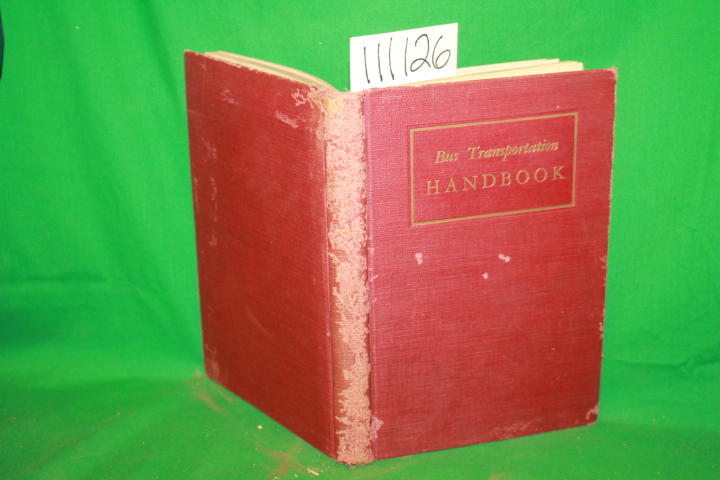 111126
Bus Transportation
HANDBOOK